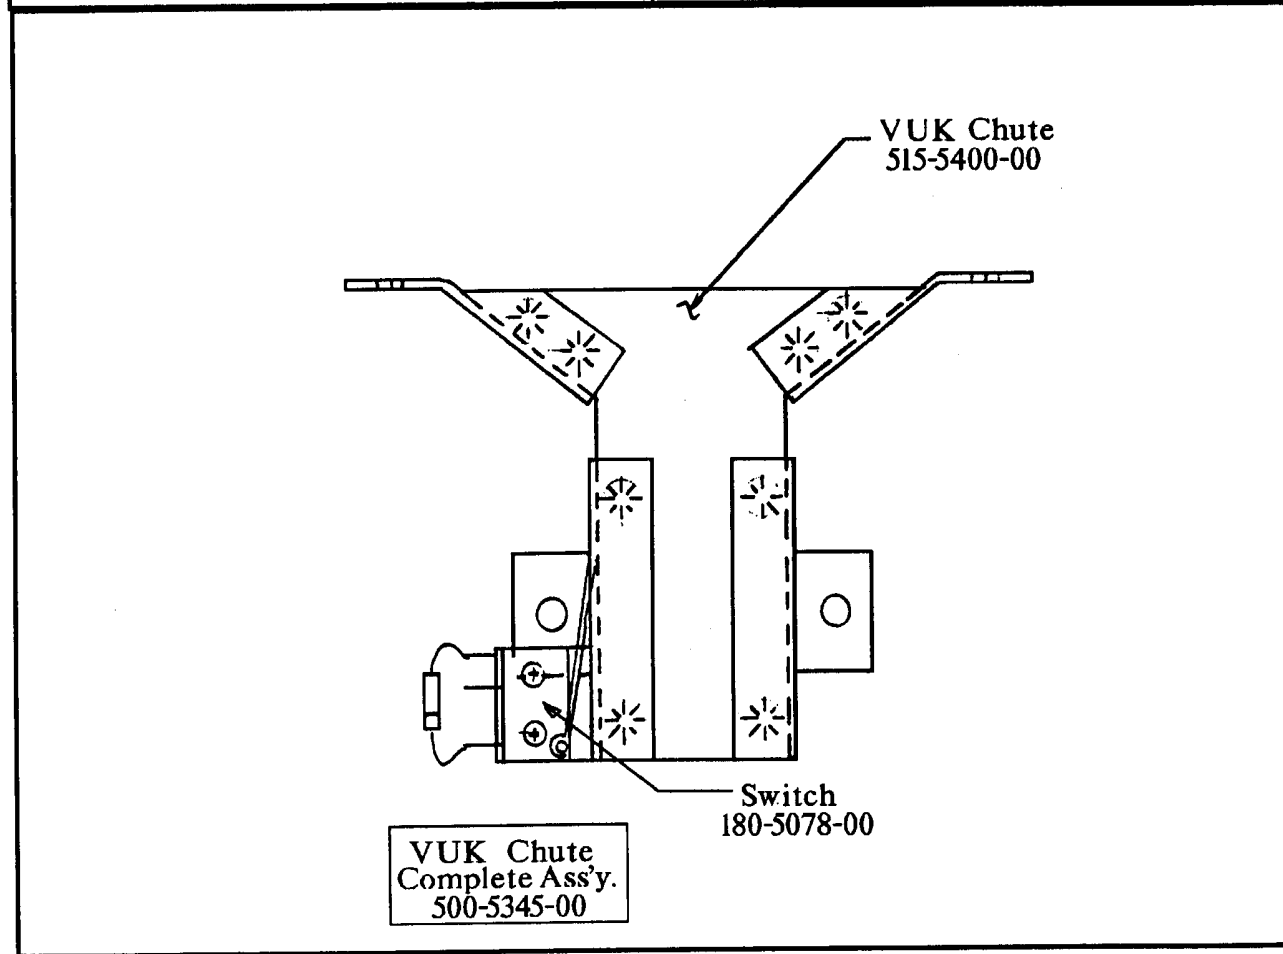 VUK Chute
515-5400-00
Switch
180-5078-00
VUK Chute
Complete Ass'y.
500-5345-00